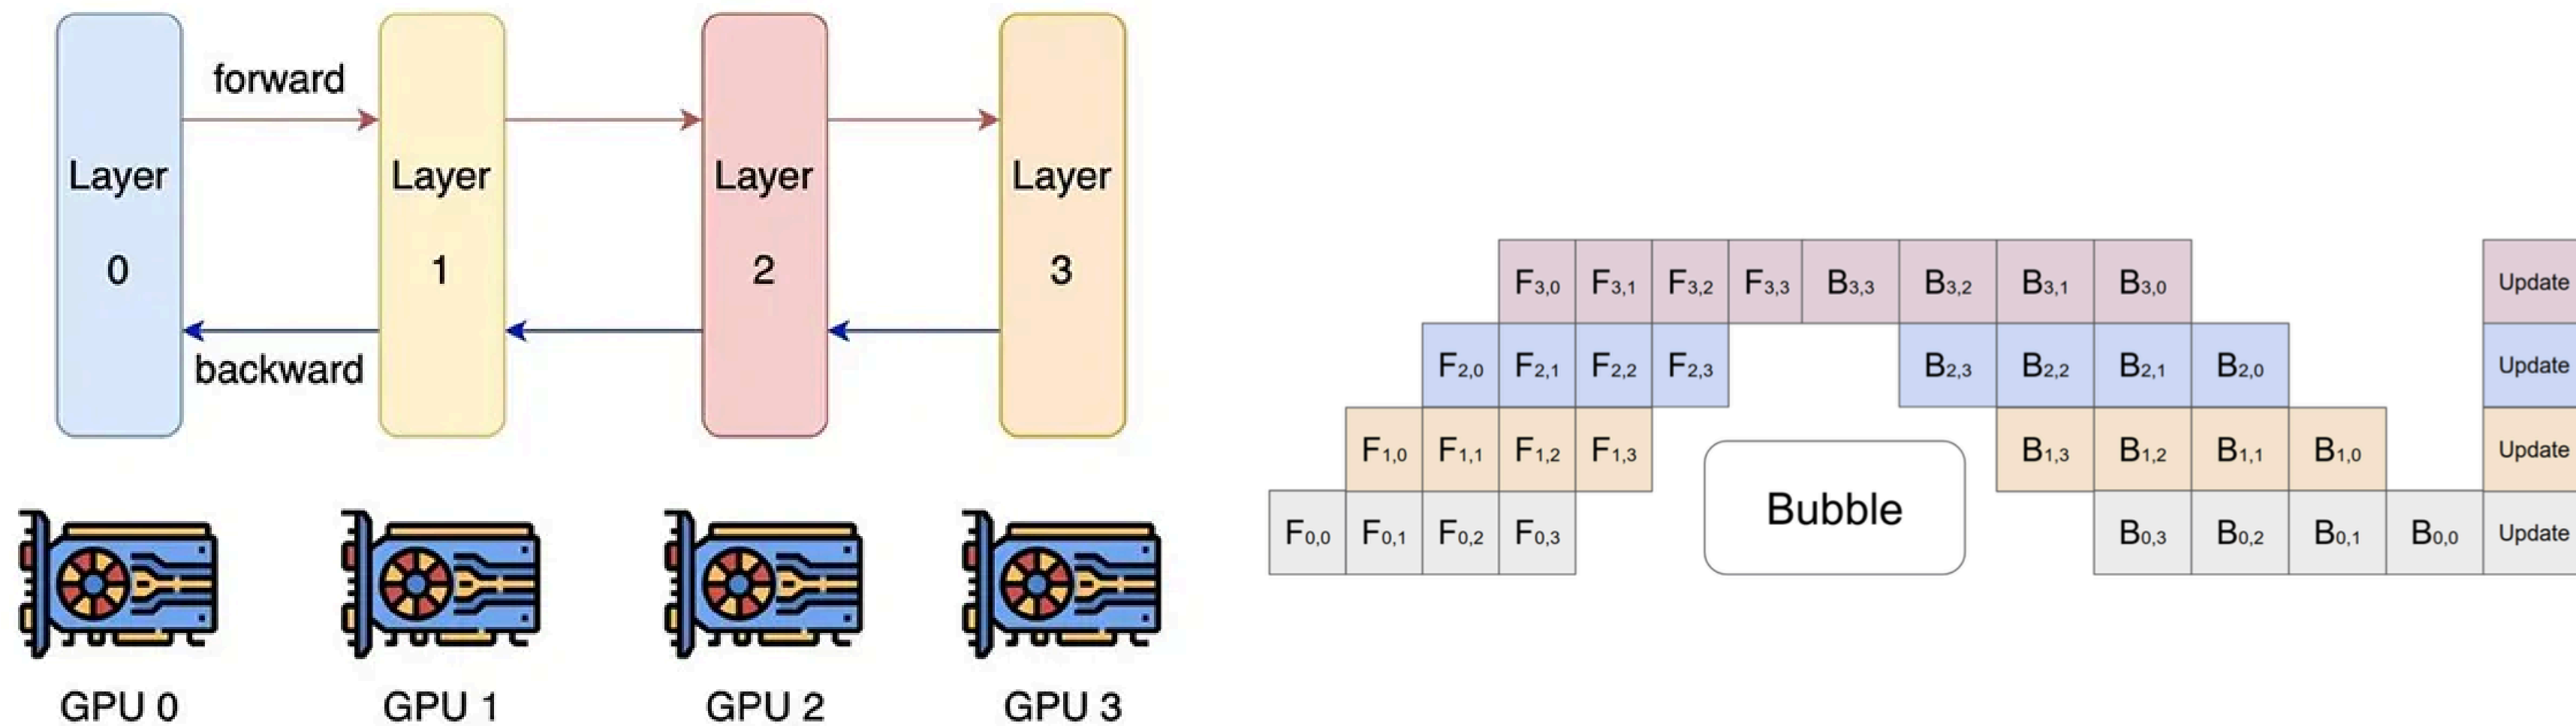 forward
Layer
0
Layer
1
Layer
2
Layer
3
backward
GPU 0
GPU 1
GPU 2
GPU 3
F3,0 F3,1 F3,2 F3,3 B3,3 B3,2 B3,1 B3,0 Update
F2,0 F2,1 F2,2 F2,3 B2,3 B2,2 B2,1 B2,0 Update
F1,0 F1,1 F1,2 F1,3 B1,3 B1,2 B1,1 B1,0 Update
Bubble
F0,0 F0,1 F0,2 F0,3 B0,3 B0,2 B0,1 B0,0 Update